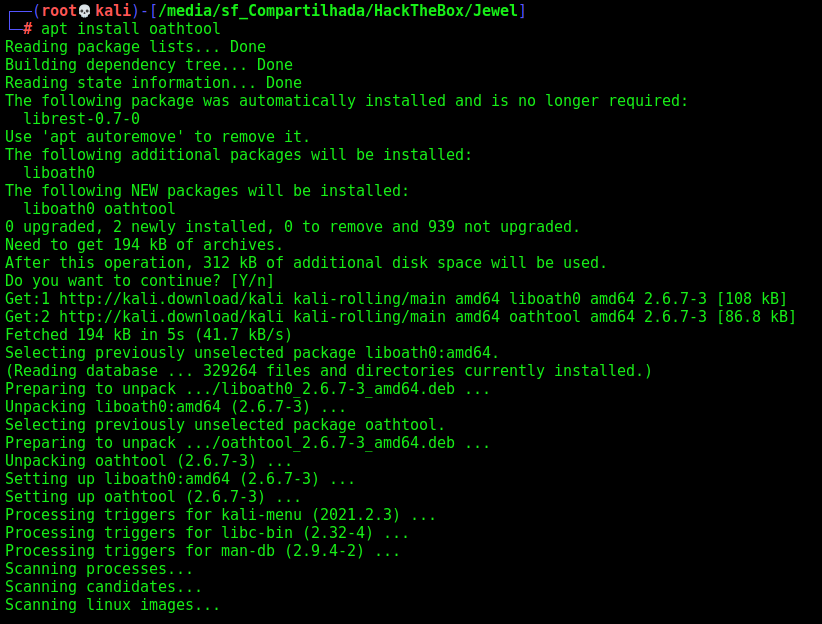 ┌──(root💀kali)-[/media/sf_Compartilhada/HackTheBox/Jewel]
└─# apt install oathtool
Reading package lists... Done
Building dependency tree... Done
Reading state information... Done
The following package was automatically installed and is no longer required:
  librest-0.7-0
Use 'apt autoremove' to remove it.
The following additional packages will be installed:
  liboath0
The following NEW packages will be installed:
  liboath0 oathtool
0 upgraded, 2 newly installed, 0 to remove and 939 not upgraded.
Need to get 194 kB of archives.
After this operation, 312 kB of additional disk space will be used.
Do you want to continue? [Y/n]
Get:1 http://kali.download/kali kali-rolling/main amd64 liboath0 amd64 2.6.7-3 [108 kB]
Get:2 http://kali.download/kali kali-rolling/main amd64 oathtool amd64 2.6.7-3 [86.8 kB]
Fetched 194 kB in 5s (41.7 kB/s)
Selecting previously unselected package liboath0:amd64.
(Reading database ... 329264 files and directories currently installed.)
Preparing to unpack .../liboath0_2.6.7-3_amd64.deb ...
Unpacking liboath0:amd64 (2.6.7-3) ...
Selecting previously unselected package oathtool.
Preparing to unpack .../oathtool_2.6.7-3_amd64.deb ...
Unpacking oathtool (2.6.7-3) ...
Setting up liboath0:amd64 (2.6.7-3) ...
Setting up oathtool (2.6.7-3) ...
Processing triggers for kali-menu (2021.2.3) ...
Processing triggers for libc-bin (2.32-4) ...
Processing triggers for man-db (2.9.4-2) ...
Scanning processes...
Scanning candidates...
Scanning linux images...